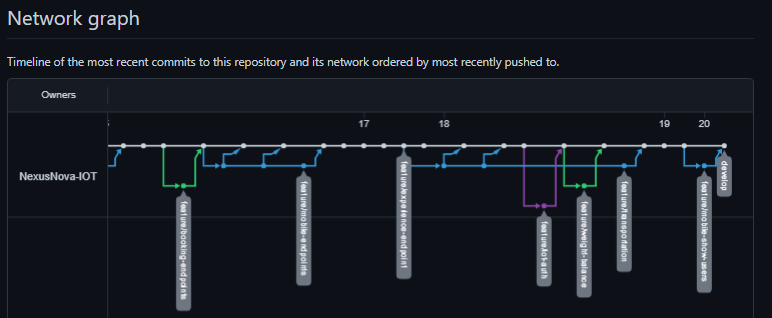 Network graph
Timeline of the most recent commits to this repository and its network ordered by most recently pushed to.
Owners
17 18 19 20
NexusNova-IOT
feature/booking-endpoints
feature/mobile-endpoints
feature/experience-endpoint
feature/iot-auth
feature/weight-balance
feature/transportation
feature/mobile-show-users
develop